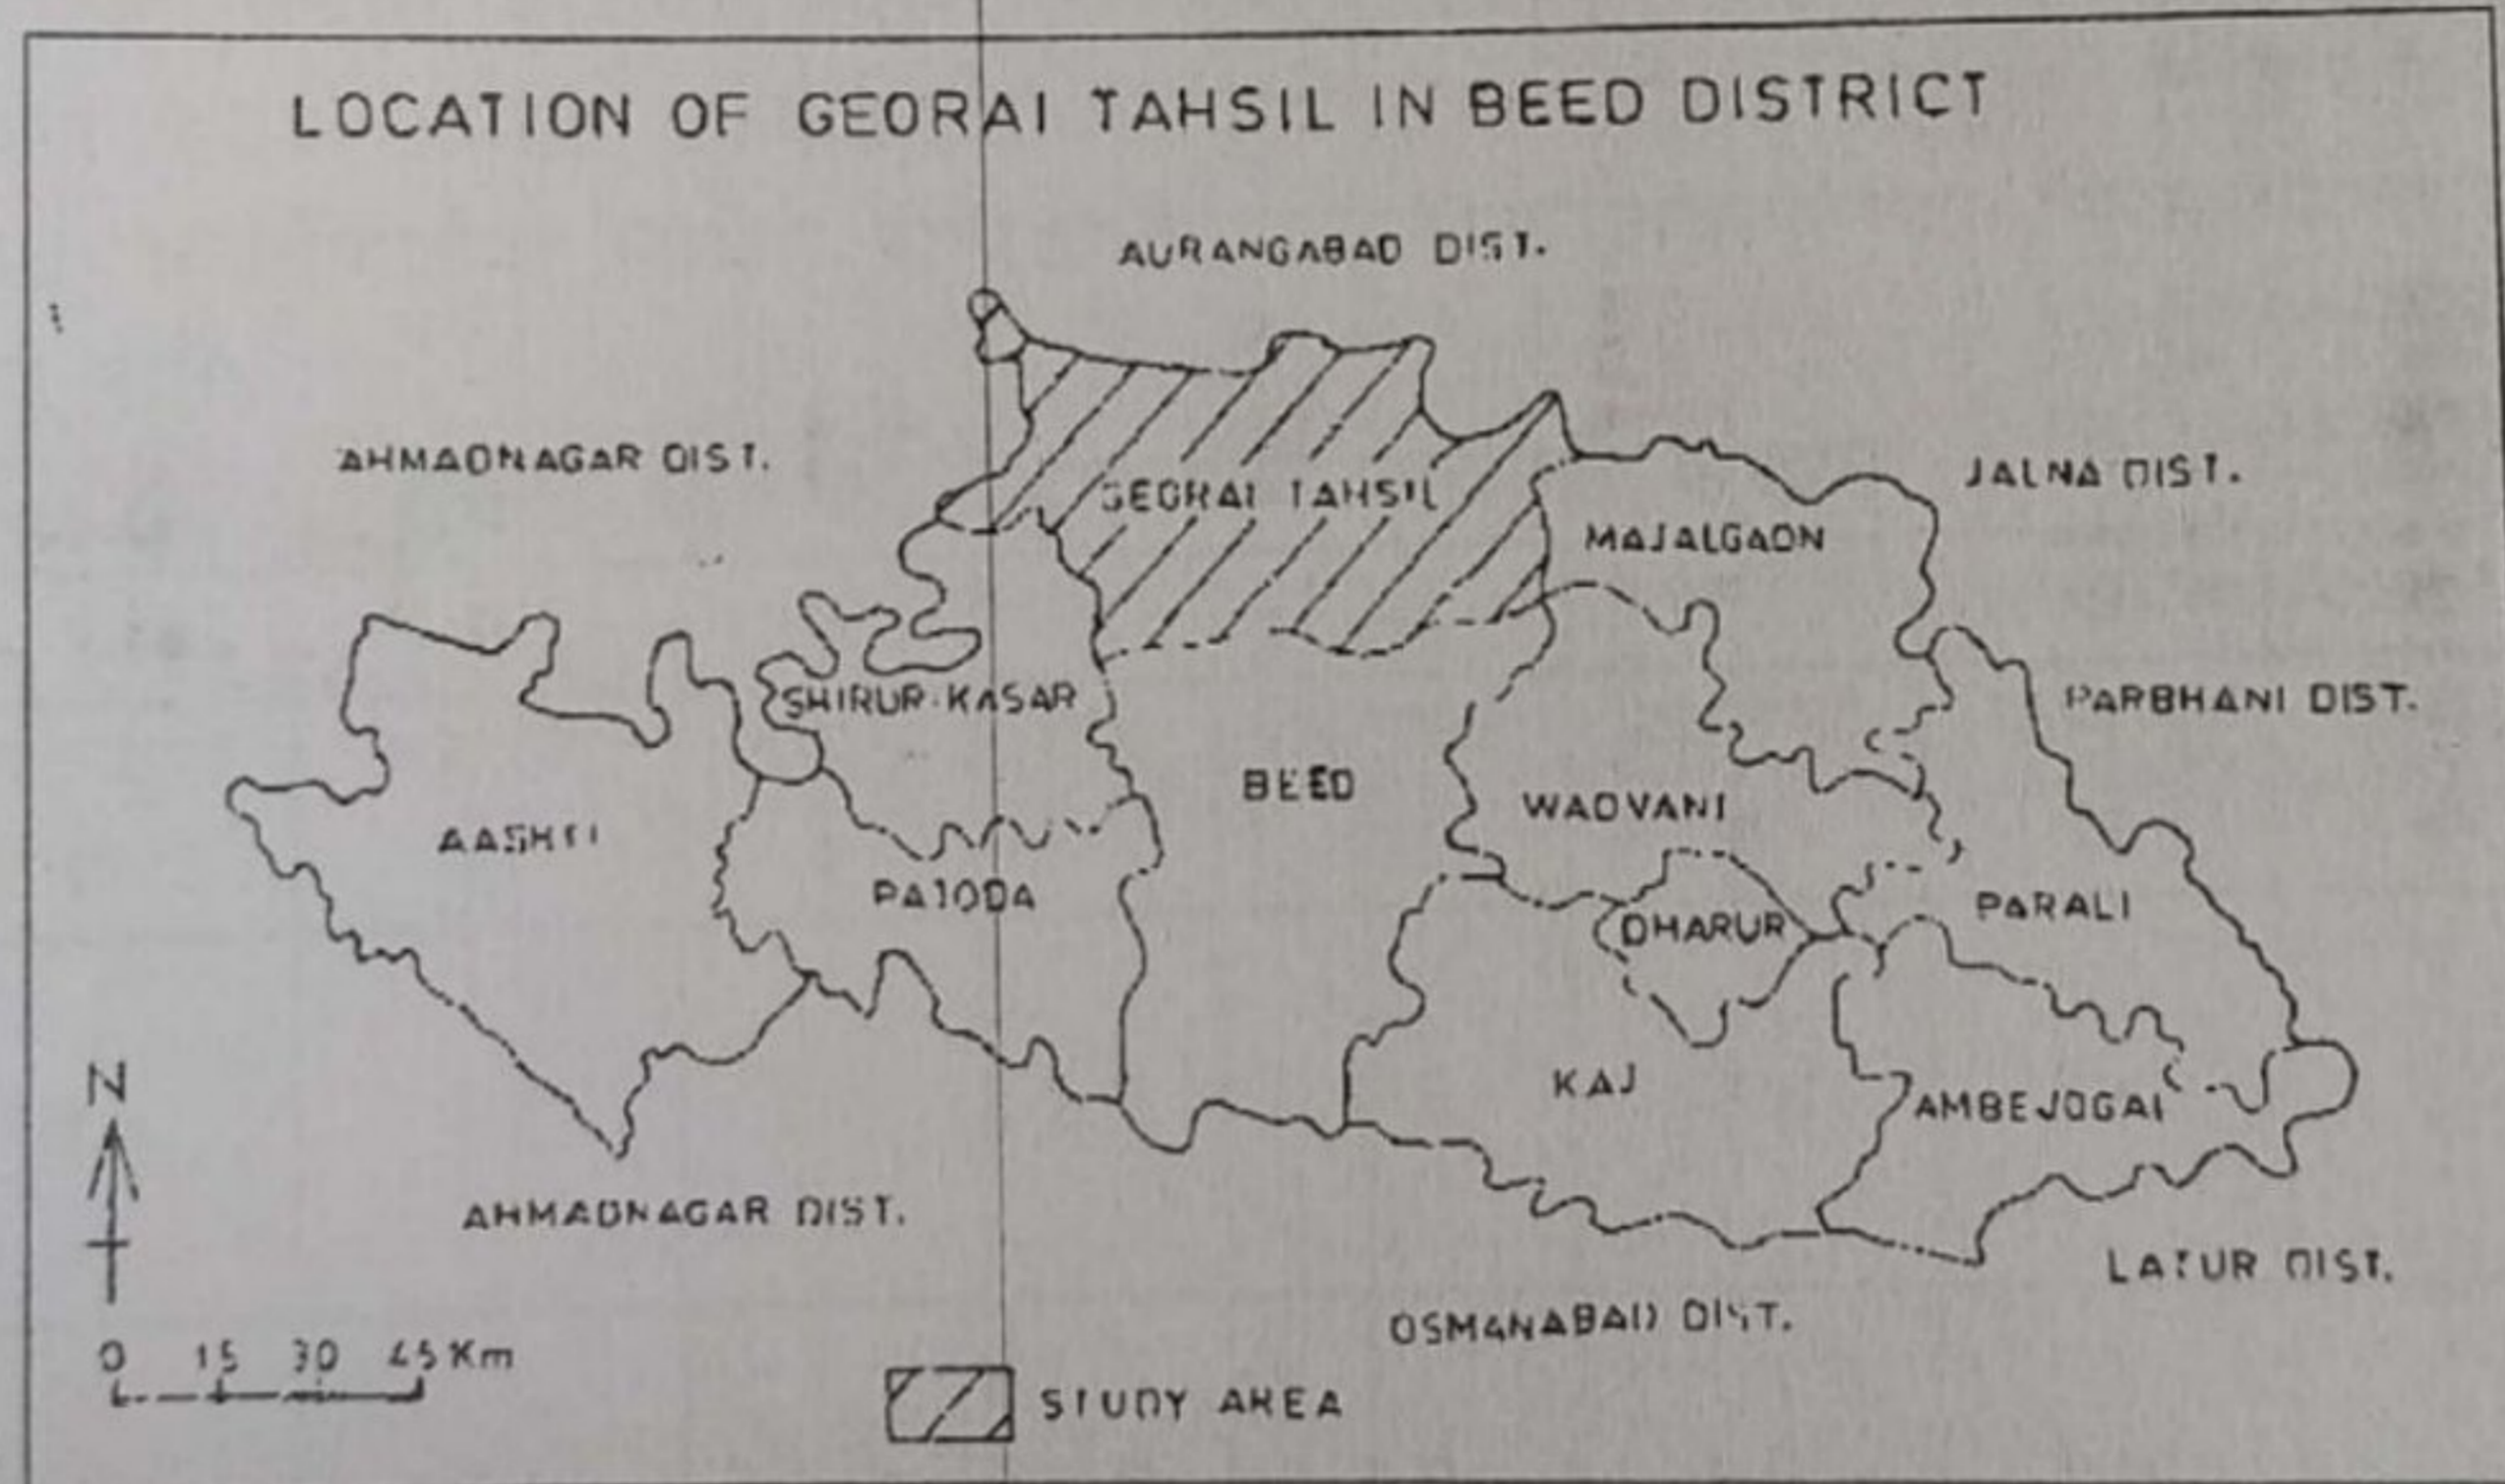 LOCATION OF GEORAI TAHSIL IN BEED DISTRICT
AURANGABAD DIST.
AHMADNAGAR DIST.
JALNA DIST.
GEORAI TAHSIL
MAJALGAON
SHIRUR-KASAR
PARBHANI DIST.
BEED
WADVANI
AASHTI
PATODA
DHARUR
PARALI
N
KAJ
AMBEJOGAI
AHMADNAGAR DIST.
LATUR DIST.
OSMANABAD DIST.
0 15 30 45 Km
STUDY AREA